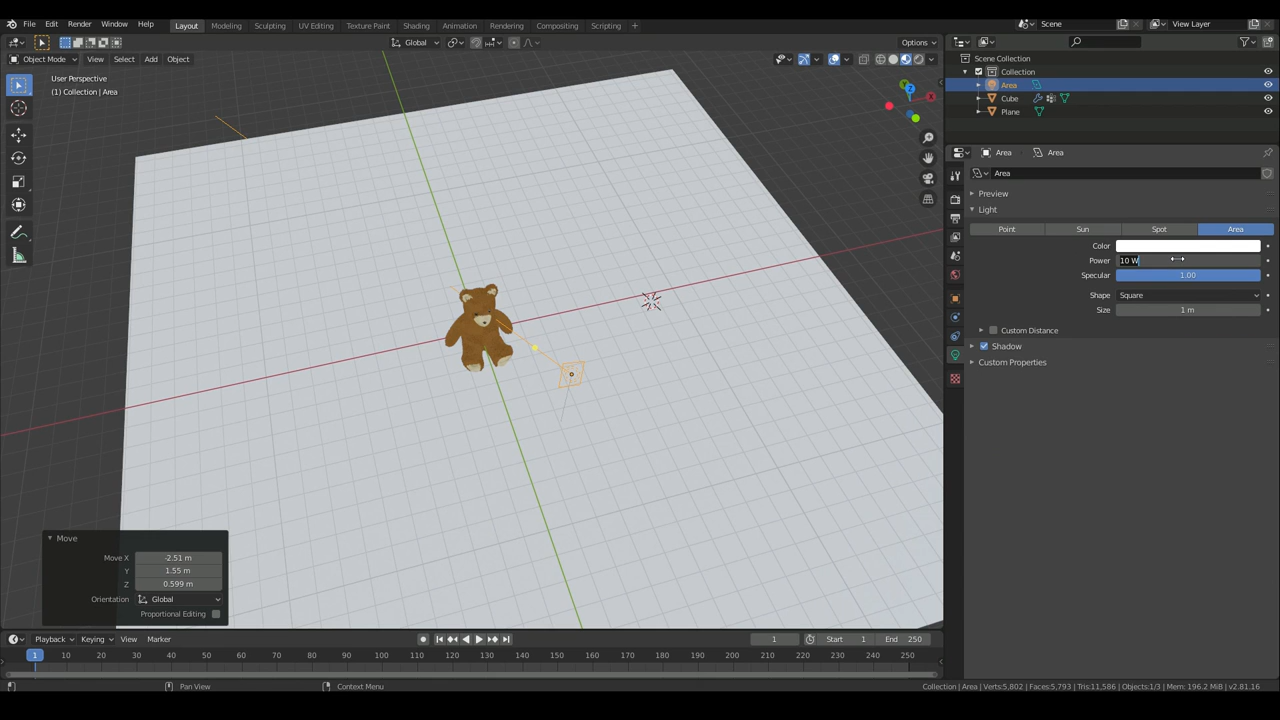 File Edit Render Window Help Layout Modeling Sculpting UV Editing Texture Paint Shading Animation Rendering Compositing Scripting + Scene View Layer
Global Options
Object Mode View Select Add Object
User Perspective
(1) Collection | Area
Scene Collection
Collection
Area
Cube
Plane
Area Area
Area
Preview
Light
Point Sun Spot Area
Color
Power 10 W
Specular 1.00
Shape Square
Size 1 m
Custom Distance
Shadow
Custom Properties
X
Y
Z
Move
Move X -2.51 m
Y 1.55 m
Z 0.599 m
Orientation Global
Proportional Editing
Playback Keying View Marker 1 Start 1 End 250
1 10 20 30 40 50 60 70 80 90 100 110 120 130 140 150 160 170 180 190 200 210 220 230 240 250
Pan View Context Menu Collection | Area | Verts:5,802 | Faces:5,793 | Tris:11,586 | Objects:1/3 | Mem: 196.2 MiB | v2.81.16